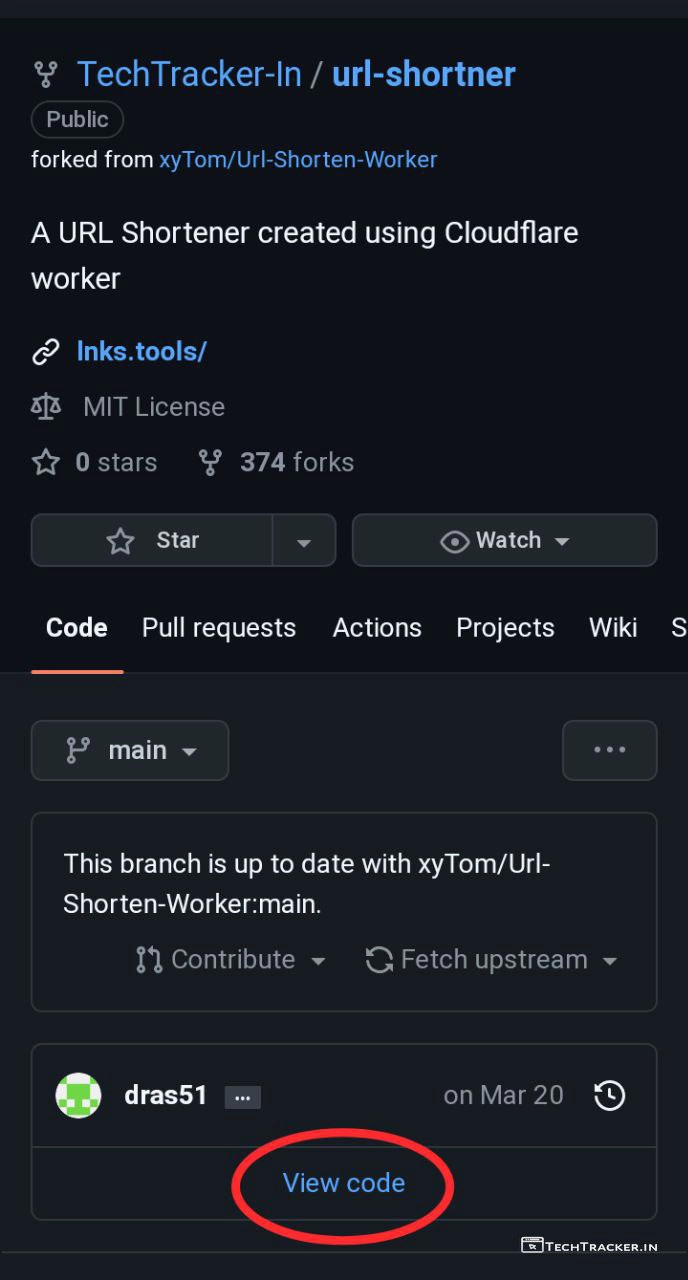 TechTracker-In / url-shortner
Public
forked from xyTom/Url-Shorten-Worker
A URL Shortener created using Cloudflare
worker
lnks.tools/
MIT License
0 stars 374 forks
Star Watch
Code Pull requests Actions Projects Wiki S
main ...
This branch is up to date with xyTom/Url-
Shorten-Worker:main.
Contribute Fetch upstream
dras51 ... on Mar 20
View code
TECHTRACKER.IN